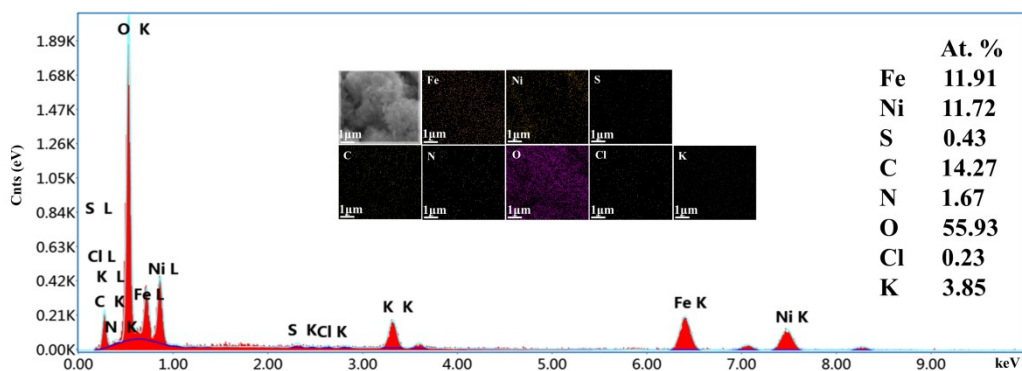 Cnts (eV)
1.89K
1.68K
1.47K
1.26K
1.05K
0.84K
0.63K
0.42K
0.21K
0.00K
0.00
1.00
2.00
3.00
4.00
5.00
6.00
7.00
8.00
9.00
keV
O K
S L
Cl L
K L
C K
N K
Fe L
Ni L
S K
Cl K
K K
Fe K
Ni K
1μm
Fe
1μm
Ni
1μm
S
1μm
C
1μm
N
1μm
O
1μm
Cl
1μm
K
1μm
At. %
Fe 11.91
Ni 11.72
S 0.43
C 14.27
N 1.67
O 55.93
Cl 0.23
K 3.85